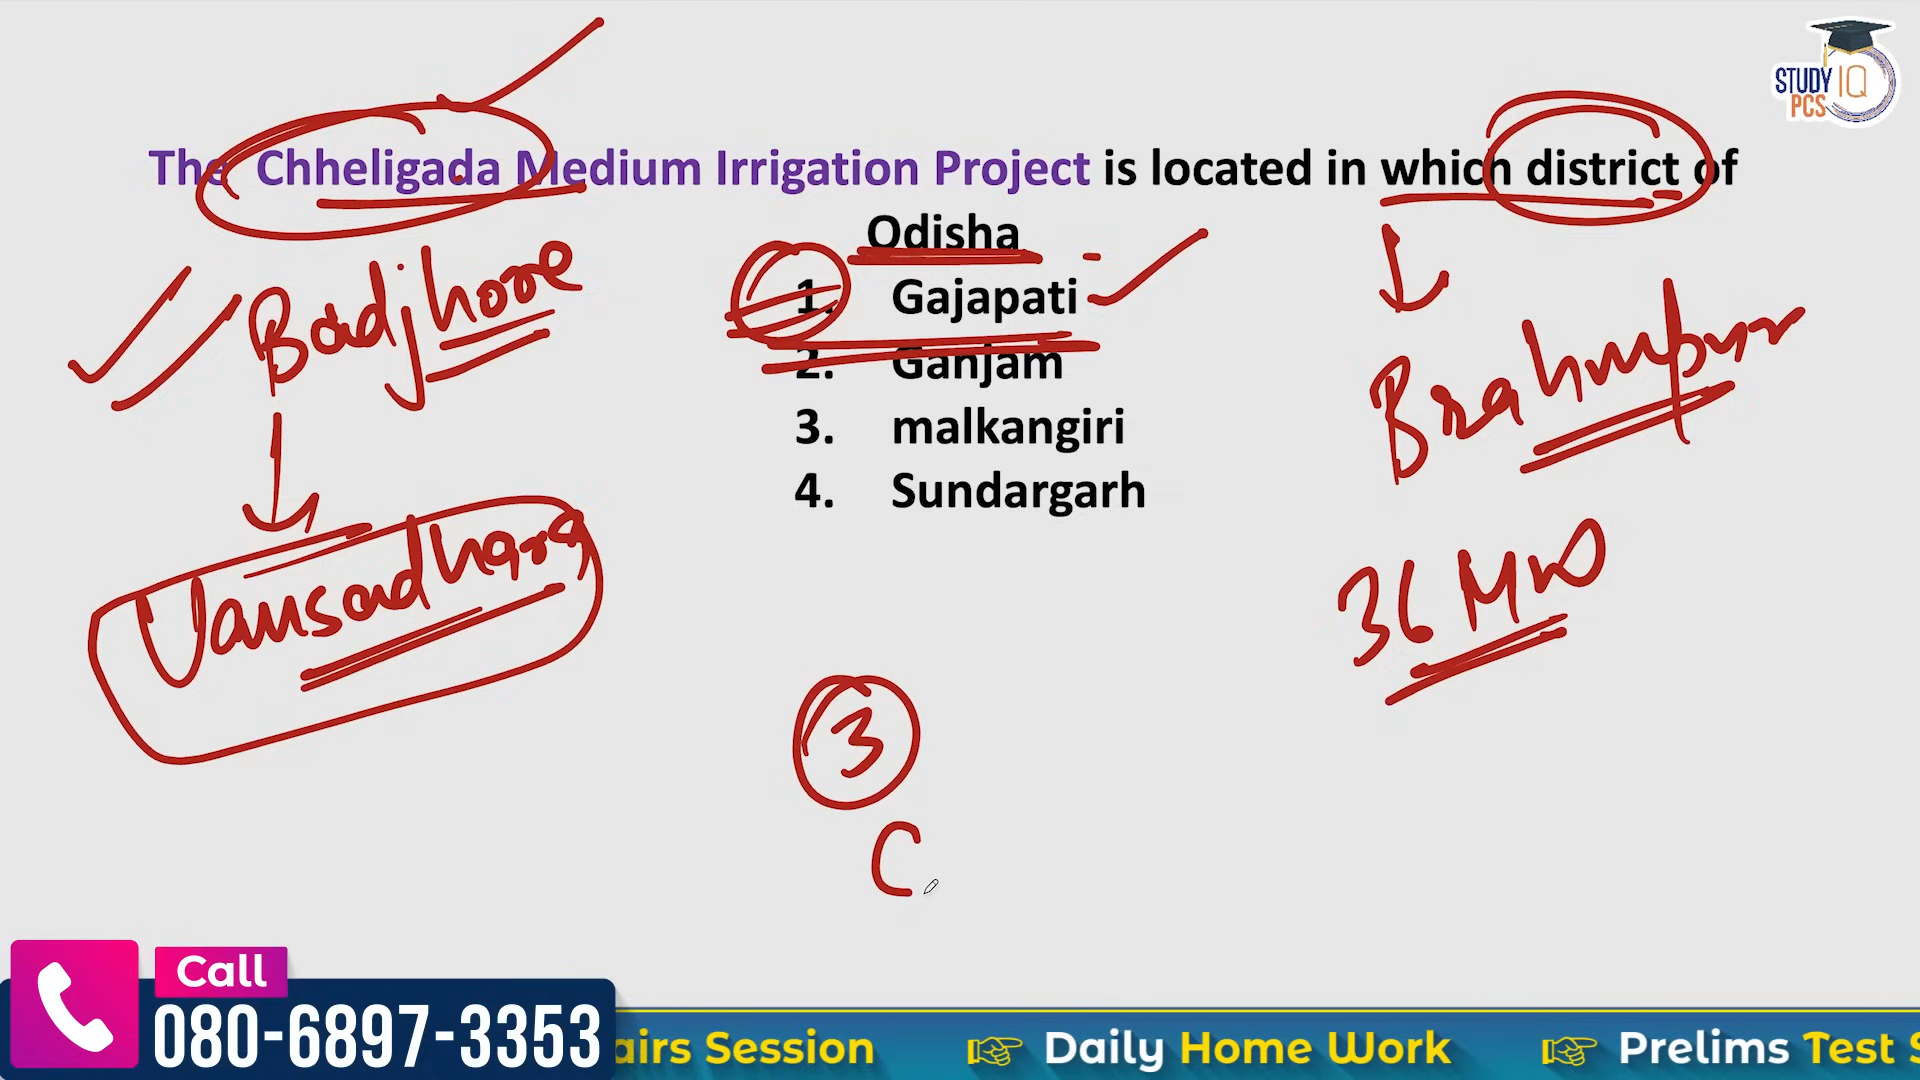 STUDY IQ
PCS
The Chheligada Medium Irrigation Project is located in which district of
Odisha
1. Gajapati
2. Ganjam
3. malkangiri
4. Sundargarh
Badjhore
Vansadhara
Brahmpur
36 MW
3
C
Call
080-6897-3353
airs Session
Daily Home Work
Prelims Test S